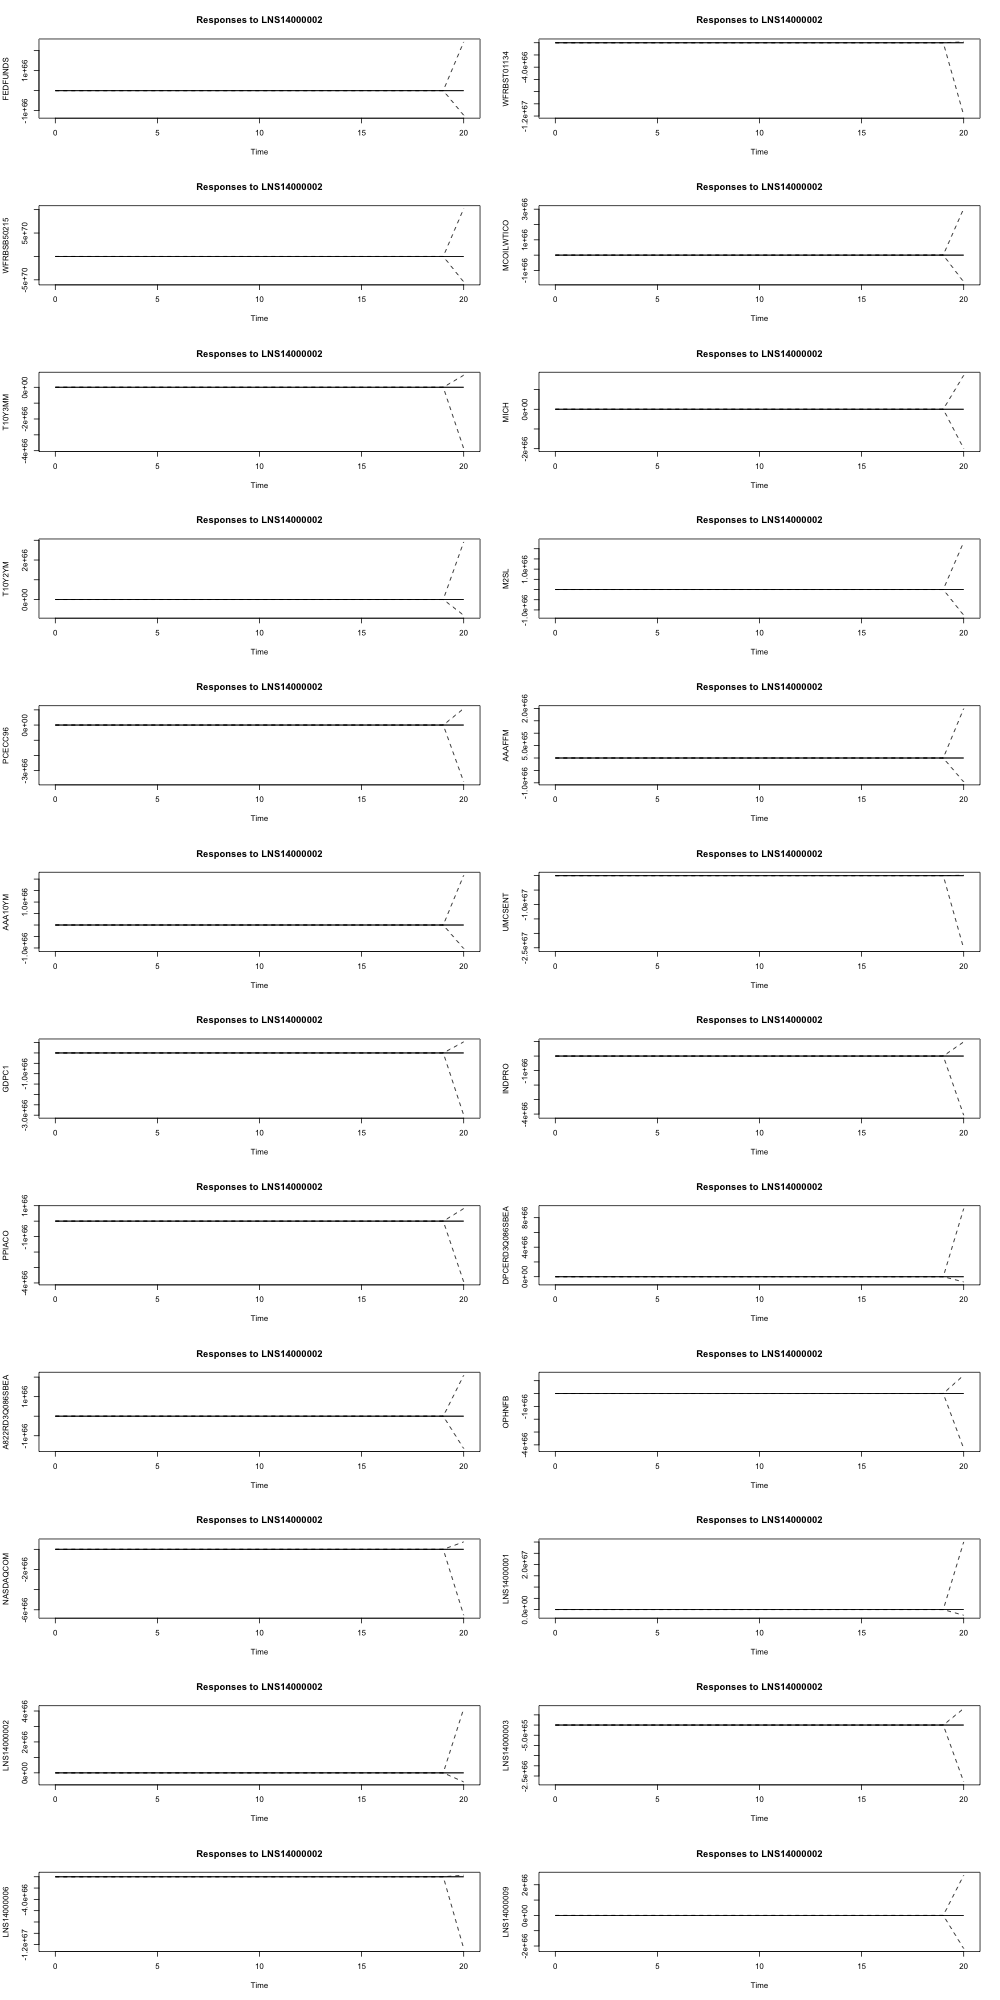 Responses to LNS14000002
FEDFUNDS
-1e+66 1e+66
0 5 10 15 20
Time
Responses to LNS14000002
WFRBST01134
-1.2e+67 -4.0e+66
0 5 10 15 20
Time
Responses to LNS14000002
WFRBSB50215
-5e+70 5e+70
0 5 10 15 20
Time
Responses to LNS14000002
MCOILWTICO
-1e+66 1e+66 3e+66
0 5 10 15 20
Time
Responses to LNS14000002
T10Y3MM
-4e+66 -2e+66 0e+00
0 5 10 15 20
Time
Responses to LNS14000002
MICH
-2e+66 0e+00
0 5 10 15 20
Time
Responses to LNS14000002
T10Y2YM
0e+00 2e+66
0 5 10 15 20
Time
Responses to LNS14000002
M2SL
-1.0e+66 1.0e+66
0 5 10 15 20
Time
Responses to LNS14000002
PCECC96
-3e+66 0e+00
0 5 10 15 20
Time
Responses to LNS14000002
AAAFFM
-1.0e+66 5.0e+65 2.0e+66
0 5 10 15 20
Time
Responses to LNS14000002
AAA10YM
-1.0e+66 1.0e+66
0 5 10 15 20
Time
Responses to LNS14000002
UMCSENT
-2.5e+67 -1.0e+67
0 5 10 15 20
Time
Responses to LNS14000002
GDPC1
-3.0e+66 -1.0e+66
0 5 10 15 20
Time
Responses to LNS14000002
INDPRO
-4e+66 -1e+66
0 5 10 15 20
Time
Responses to LNS14000002
PPIACO
-4e+66 -1e+66 1e+66
0 5 10 15 20
Time
Responses to LNS14000002
DPCERD3Q086SBEA
0e+00 4e+66 8e+66
0 5 10 15 20
Time
Responses to LNS14000002
A822RD3Q086SBEA
-1e+66 1e+66
0 5 10 15 20
Time
Responses to LNS14000002
OPHNFB
-4e+66 -1e+66
0 5 10 15 20
Time
Responses to LNS14000002
NASDAQCOM
-6e+66 -2e+66
0 5 10 15 20
Time
Responses to LNS14000002
LNS14000001
0.0e+00 2.0e+67
0 5 10 15 20
Time
Responses to LNS14000002
LNS14000002
0e+00 2e+66 4e+66
0 5 10 15 20
Time
Responses to LNS14000002
LNS14000003
-2.5e+66 -5.0e+65
0 5 10 15 20
Time
Responses to LNS14000002
LNS14000006
-1.2e+67 -4.0e+66
0 5 10 15 20
Time
Responses to LNS14000002
LNS14000009
-2e+66 0e+00 2e+66
0 5 10 15 20
Time